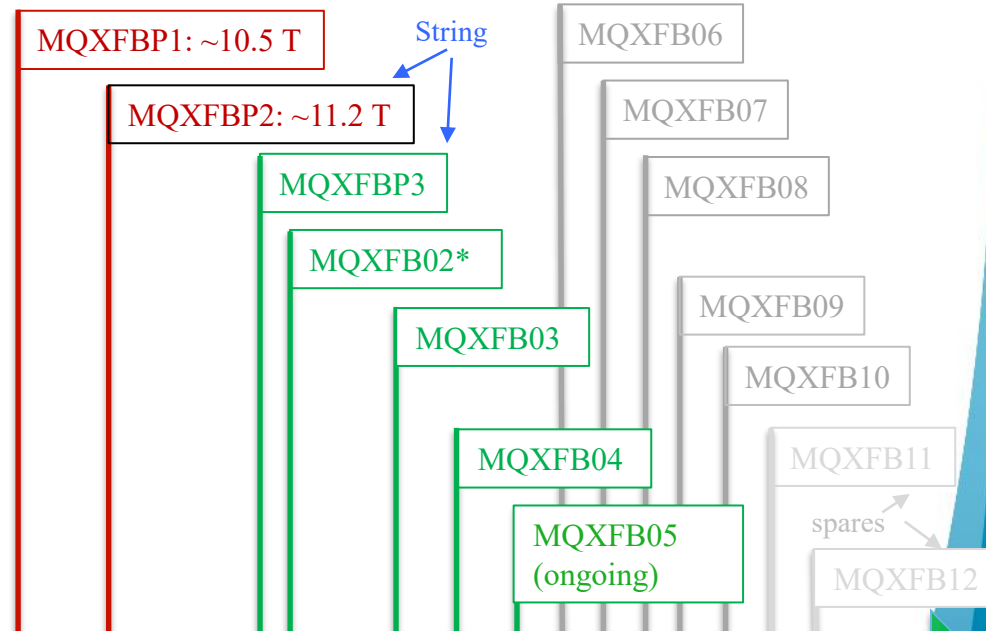 MQXFBP1: ~10.5 T
String
MQXFB06
MQXFBP2: ~11.2 T
MQXFB07
MQXFBP3
MQXFB08
MQXFB02*
MQXFB09
MQXFB03
MQXFB10
MQXFB04
MQXFB11
MQXFB05
(ongoing)
spares
MQXFB12